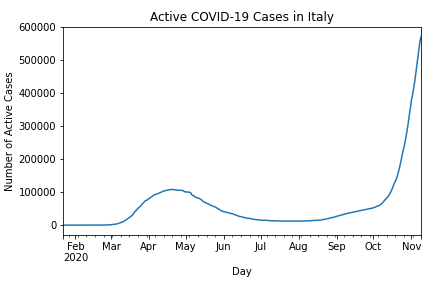 Active COVID-19 Cases in Italy
600000
500000
400000
300000
200000
100000
0
Number of Active Cases
Feb Mar Apr May Jun Jul Aug Sep Oct Nov
2020
Day